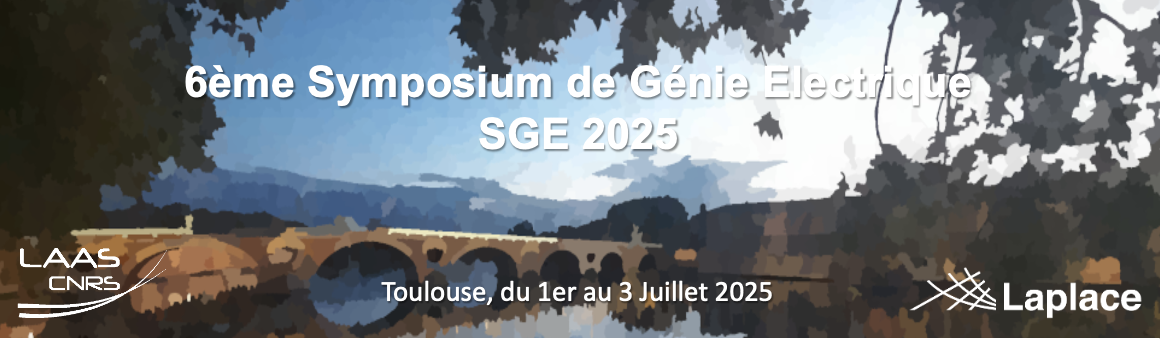 6ème Symposium de Génie Electrique
SGE 2025
LAAS
CNRS
Toulouse, du 1er au 3 Juillet 2025
Laplace